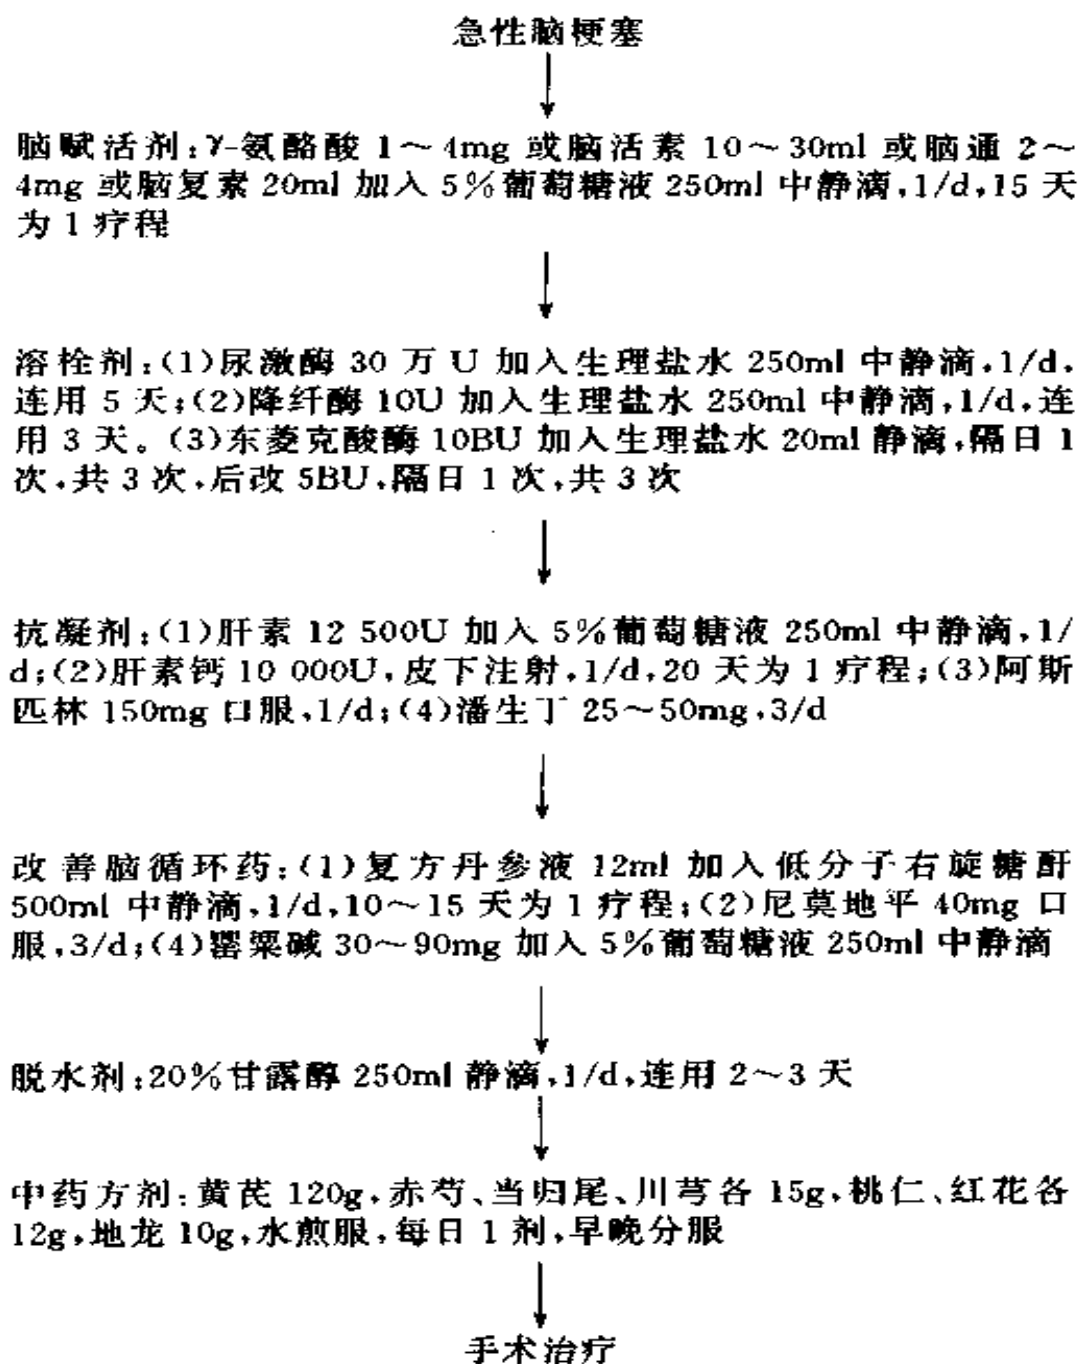 急性脑梗塞
脑赋活剂:γ-氨酪酸 1～4mg 或脑活素 10～30ml 或脑通 2～
4mg 或脑复素 20ml 加入 5%葡萄糖液 250ml 中静滴,1/d,15 天
为 1 疗程
溶栓剂:(1)尿激酶 30 万 U 加入生理盐水 250ml 中静滴,1/d,
连用 5 天;(2)降纤酶 10U 加入生理盐水 250ml 中静滴,1/d,连
用 3 天。(3)东菱克酸酶 10BU 加入生理盐水 20ml 静滴,隔日 1
次,共 3 次,后改 5BU,隔日 1 次,共 3 次
抗凝剂:(1)肝素 12 500U 加入 5%葡萄糖液 250ml 中静滴,1/
d;(2)肝素钙 10 000U,皮下注射,1/d,20 天为 1 疗程;(3)阿斯
匹林 150mg 口服,1/d;(4)潘生丁 25～50mg,3/d
改善脑循环药:(1)复方丹参液 12ml 加入低分子右旋糖酐
500ml 中静滴,1/d,10～15 天为 1 疗程;(2)尼莫地平 40mg 口
服,3/d;(4)罂粟碱 30～90mg 加入 5%葡萄糖液 250ml 中静滴
脱水剂:20%甘露醇 250ml 静滴,1/d,连用 2～3 天
中药方剂:黄芪 120g,赤芍、当归尾、川芎各 15g,桃仁、红花各
12g,地龙 10g,水煎服,每日 1 剂,早晚分服
手术治疗